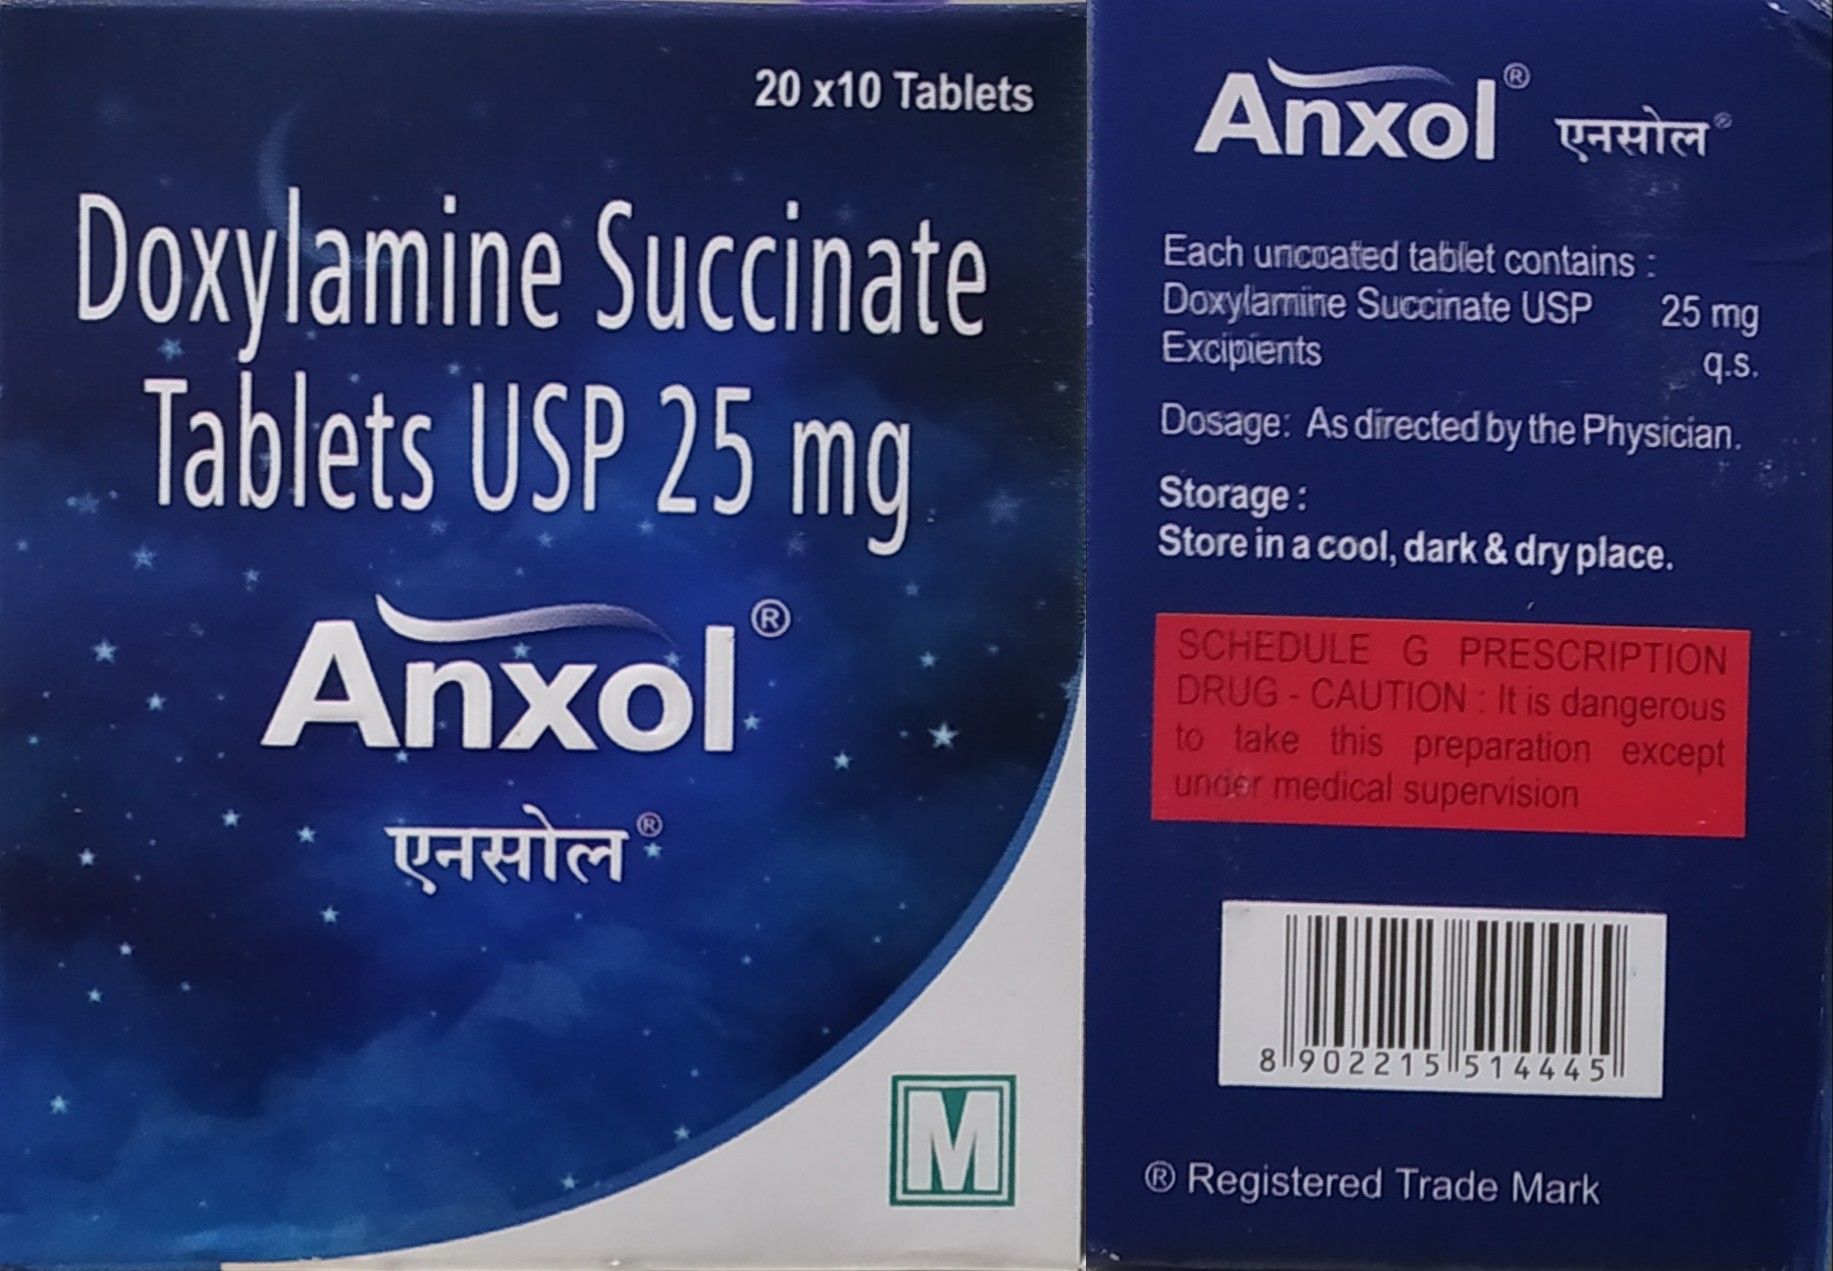 20 x10 Tablets
Doxylamine Succinate
Tablets USP 25 mg
Anxol®
एनसोल®
M
Anxol® एनसोल®
Each uncoated tablet contains :
Doxylamine Succinate USP 25 mg
Excipients q.s.
Dosage: As directed by the Physician.
Storage :
Store in a cool, dark & dry place.
SCHEDULE G PRESCRIPTION
DRUG - CAUTION : It is dangerous
to take this preparation except
under medical supervision
8 902215 514445
® Registered Trade Mark